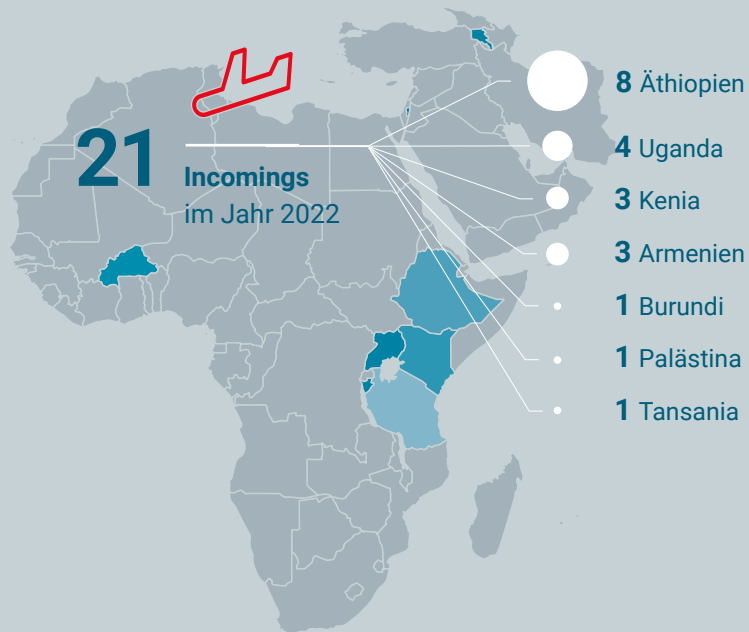 21
Incomings
im Jahr 2022
8 Äthiopien
4 Uganda
3 Kenia
3 Armenien
1 Burundi
1 Palästina
1 Tansania